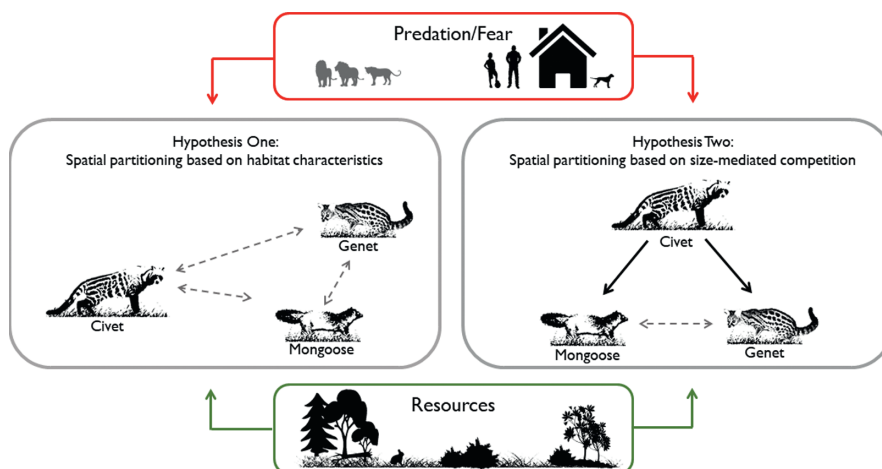 Predation/Fear
Hypothesis One:
Spatial partitioning based on habitat characteristics
Genet
Civet
Mongoose
Hypothesis Two:
Spatial partitioning based on size-mediated competition
Civet
Mongoose
Genet
Resources